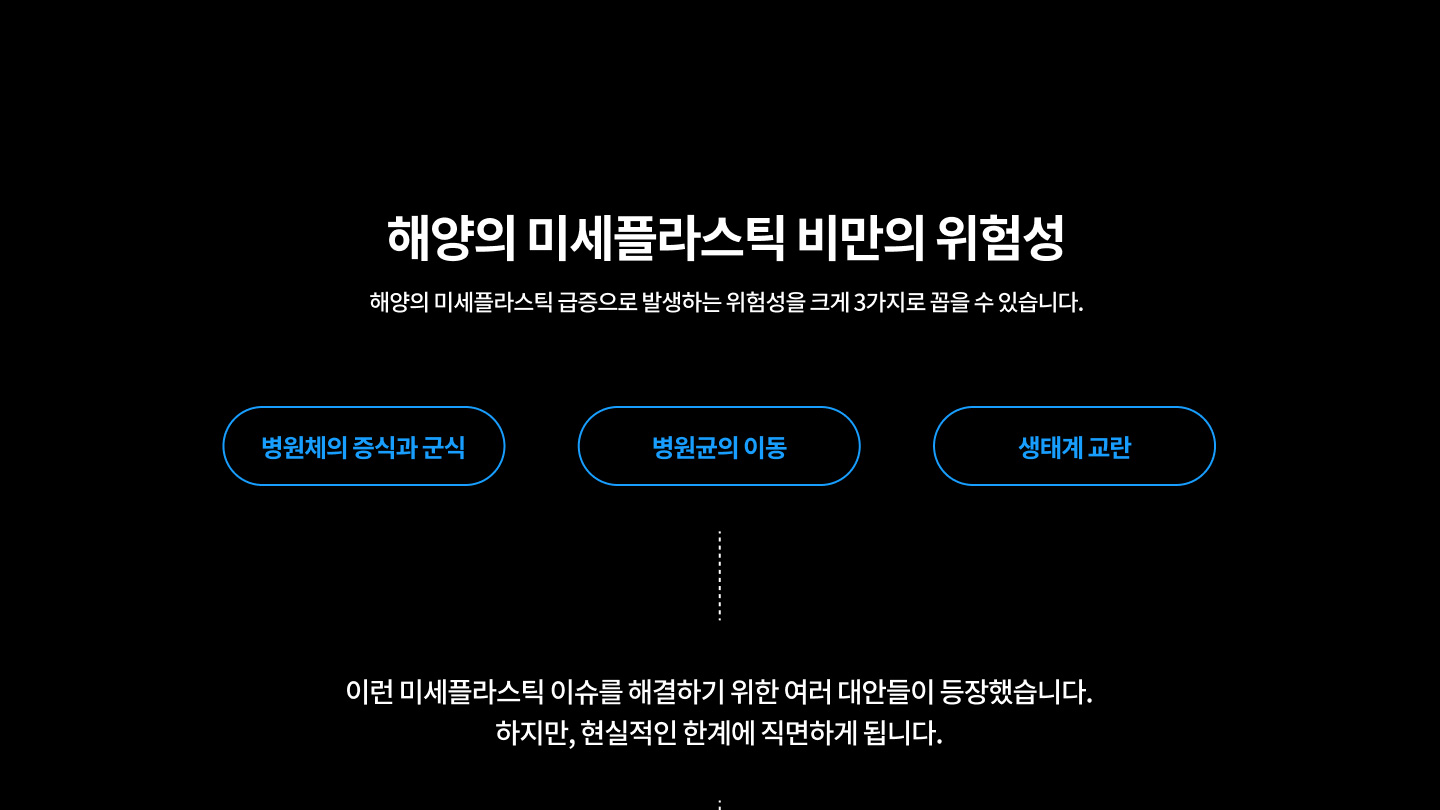 해양의 미세플라스틱 비만의 위험성
해양의 미세플라스틱 급증으로 발생하는 위험성을 크게 3가지로 꼽을 수 있습니다.
병원체의 증식과 군식
병원균의 이동
생태계 교란
이런 미세플라스틱 이슈를 해결하기 위한 여러 대안들이 등장했습니다.
하지만, 현실적인 한계에 직면하게 됩니다.